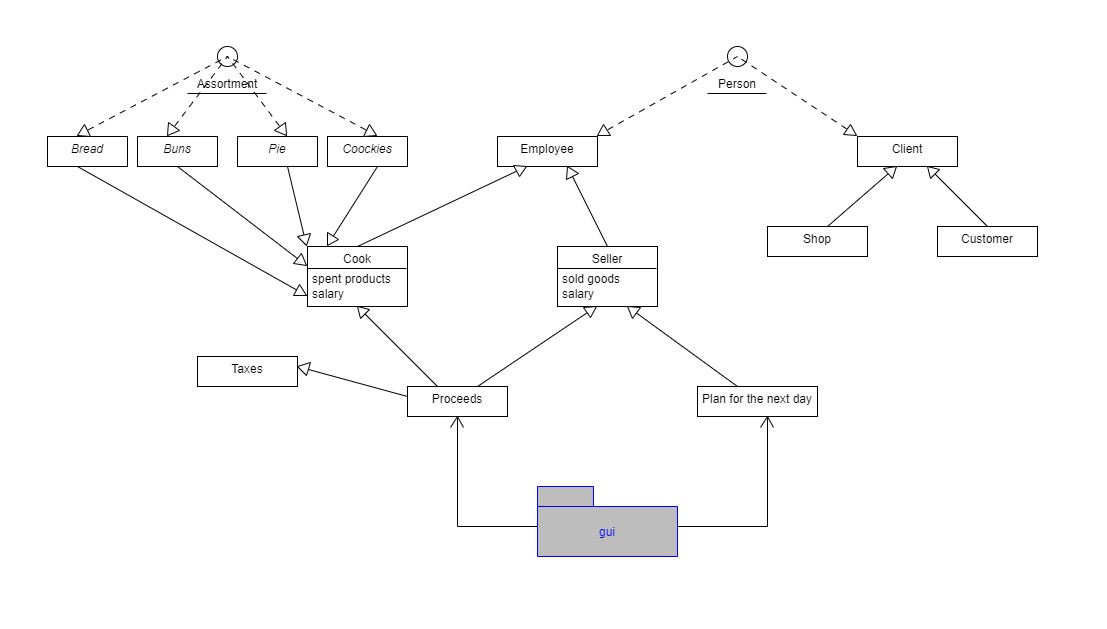 Assortment
Person
Bread
Buns
Pie
Coockies
Employee
Client
Shop
Customer
Cook
spent products
salary
Seller
sold goods
salary
Taxes
Proceeds
Plan for the next day
gui